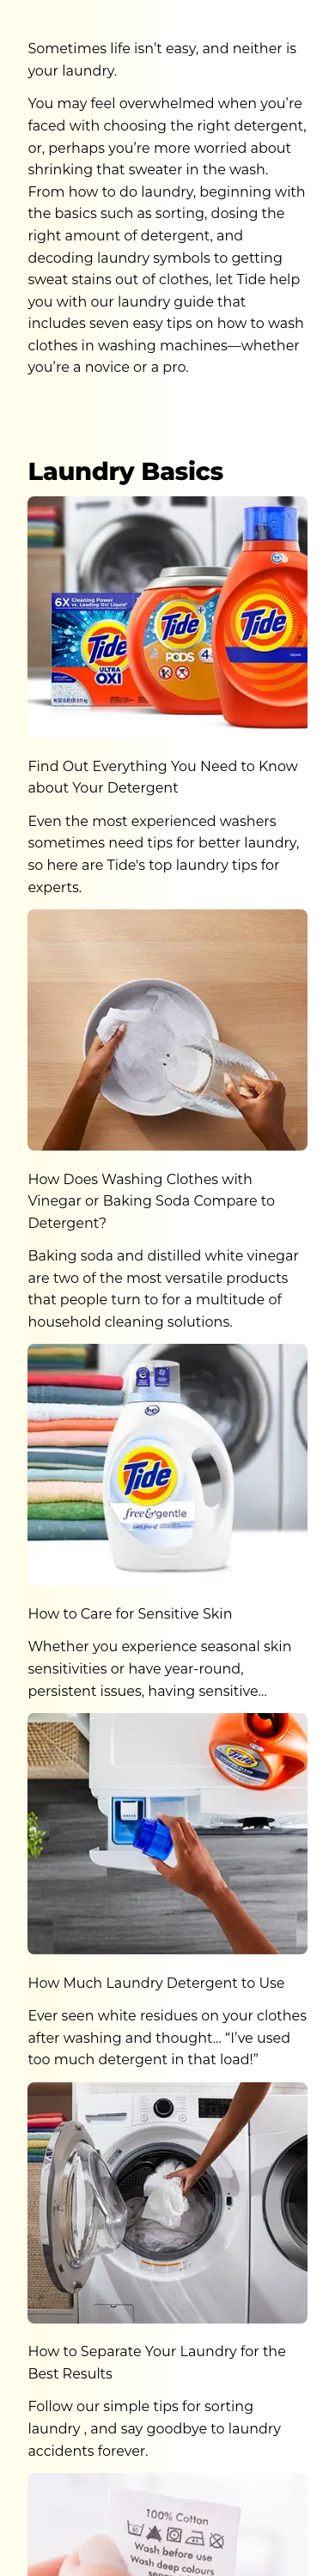 Sometimes life isn’t easy, and neither is
your laundry.
You may feel overwhelmed when you’re
faced with choosing the right detergent,
or, perhaps you’re more worried about
shrinking that sweater in the wash.
From how to do laundry, beginning with
the basics such as sorting, dosing the
right amount of detergent, and
decoding laundry symbols to getting
sweat stains out of clothes, let Tide help
you with our laundry guide that
includes seven easy tips on how to wash
clothes in washing machines—whether
you’re a novice or a pro.
Laundry Basics
6X Cleaning Power
vs. Leading Oxi Liquid*
Tide
ULTRA
OXI
Tide
PODS
4
hp
Tide
Find Out Everything You Need to Know
about Your Detergent
Even the most experienced washers
sometimes need tips for better laundry,
so here are Tide's top laundry tips for
experts.
How Does Washing Clothes with
Vinegar or Baking Soda Compare to
Detergent?
Baking soda and distilled white vinegar
are two of the most versatile products
that people turn to for a multitude of
household cleaning solutions.
Tide
free & gentle
How to Care for Sensitive Skin
Whether you experience seasonal skin
sensitivities or have year-round,
persistent issues, having sensitive...
Tide
How Much Laundry Detergent to Use
Ever seen white residues on your clothes
after washing and thought… “I’ve used
too much detergent in that load!”
How to Separate Your Laundry for the
Best Results
Follow our simple tips for sorting
laundry , and say goodbye to laundry
accidents forever.
100% Cotton
Wash before use
Wash deep colours